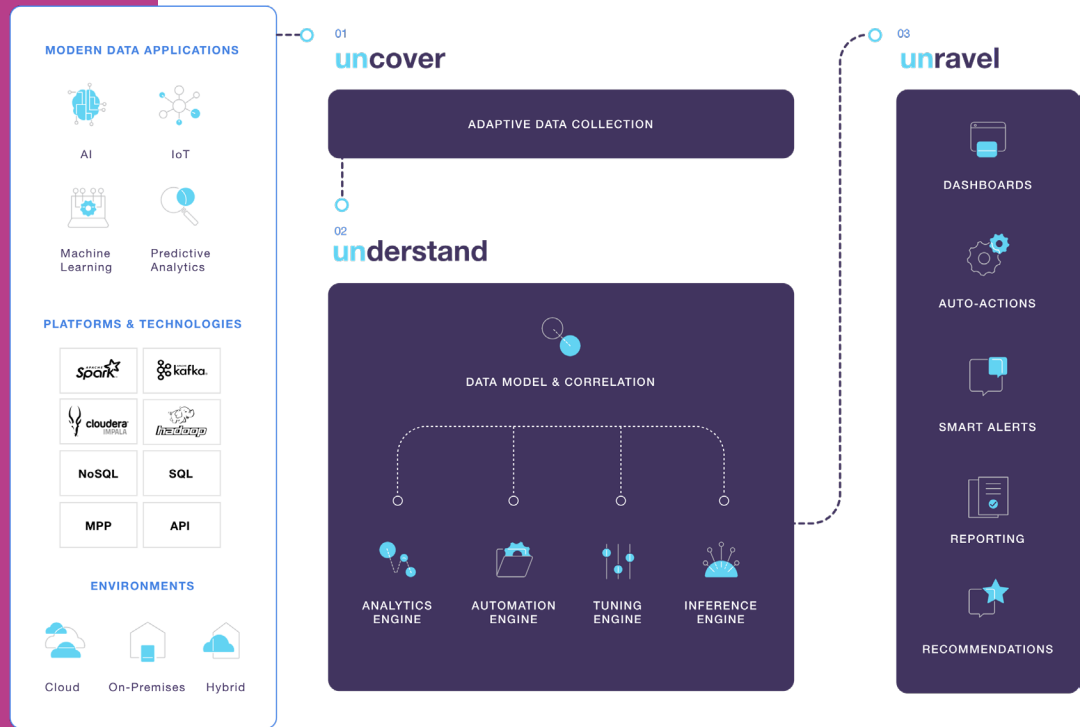 MODERN DATA APPLICATIONS
AI
IoT
Machine
Learning
Predictive
Analytics
PLATFORMS & TECHNOLOGIES
APACHE
Spark
kafka
cloudera
IMPALA
hadoop
NoSQL
SQL
MPP
API
ENVIRONMENTS
Cloud
On-Premises
Hybrid
01
uncover
ADAPTIVE DATA COLLECTION
02
understand
DATA MODEL & CORRELATION
ANALYTICS
ENGINE
AUTOMATION
ENGINE
TUNING
ENGINE
INFERENCE
ENGINE
03
unravel
DASHBOARDS
AUTO-ACTIONS
SMART ALERTS
REPORTING
RECOMMENDATIONS